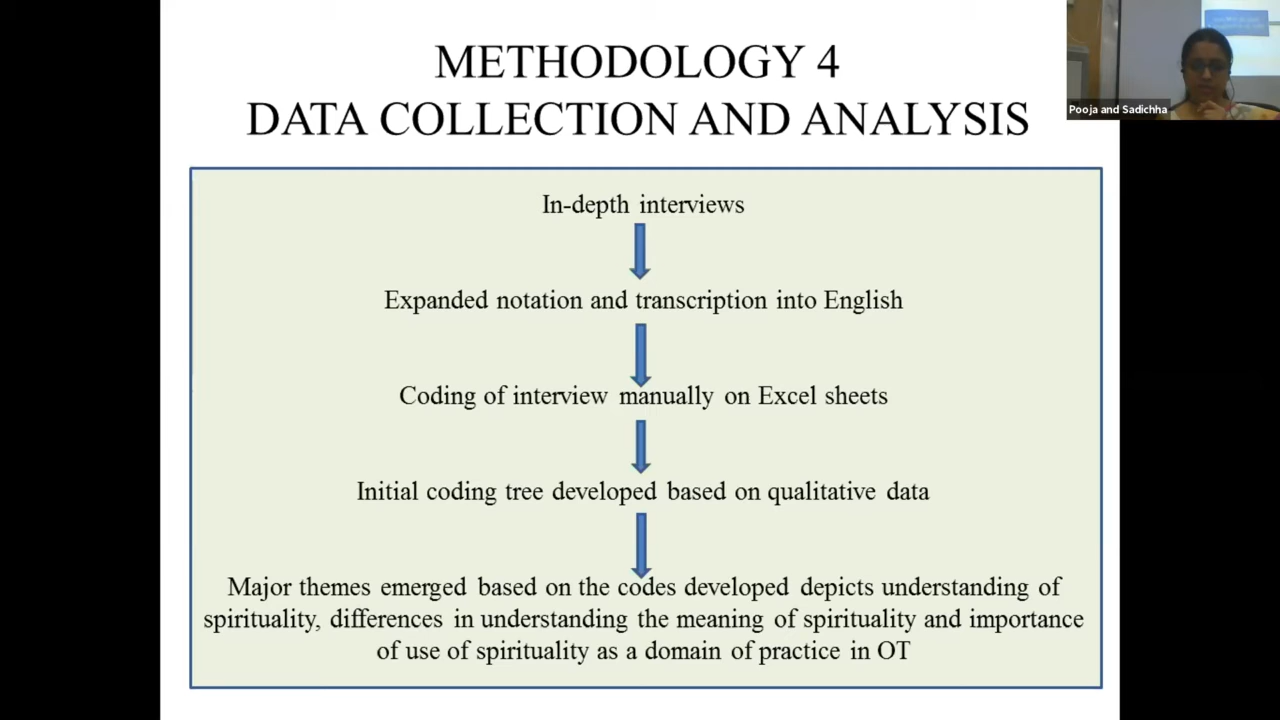 METHODOLOGY 4
DATA COLLECTION AND ANALYSIS
Pooja and Sadichha
In-depth interviews
Expanded notation and transcription into English
Coding of interview manually on Excel sheets
Initial coding tree developed based on qualitative data
Major themes emerged based on the codes developed depicts understanding of
spirituality, differences in understanding the meaning of spirituality and importance
of use of spirituality as a domain of practice in OT